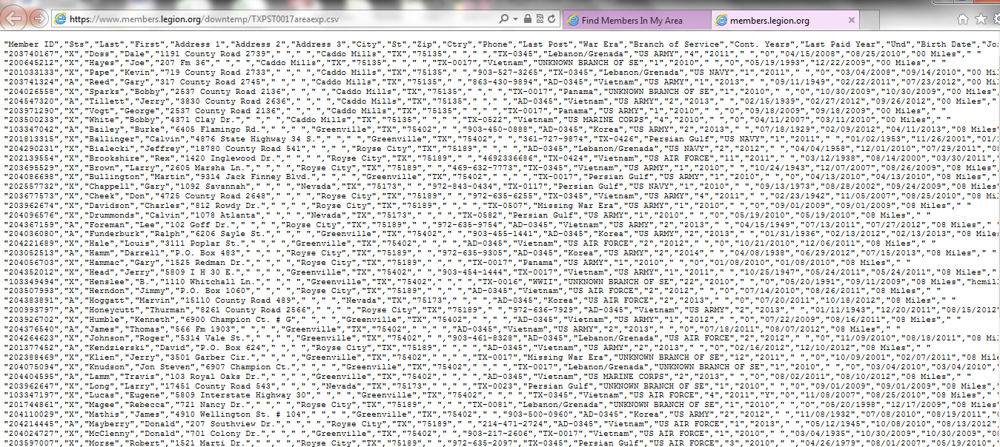 https://www.members.legion.org/downtemp/TXPST0017areaexp.csv
Find Members In My Area
members.legion.org
"Member ID","Sts","Last","First","Address 1","Address 2","Address 3","City","St","Zip","Ctry","Phone","Last Post","War Era","Branch of Service","Cont. Years","Last Paid Year","Und","Birth Date","Joi
"203740167","X","Doss","Dale","1191 County Road 2739"," "," ","Caddo Mills","TX","75135"," "," ","TX-0345","Lebanon/Grenada","US ARMY","4","2011"," ","0","04/15/2008","08/25/2010","00 Miles"," "
"200645212","X","Hayes","Joe","207 Fm 36"," "," ","Caddo Mills","TX","75135"," "," ","TX-0017","Vietnam","UNKNOWN BRANCH OF SE","1","2010"," ","0","05/19/1993","12/22/2009","00 Miles"," "
"201033133","X","Pape","Kevin","719 County Road 2733"," "," ","Caddo Mills","TX","75135"," ","903-527-3265","TX-0345","Lebanon/Grenada","US NAVY","1","2011"," ","0","03/04/2008","09/14/2010","00 Mil
"203741324","A","Reed","Gary","317 County Road 2745"," "," ","Caddo Mills","TX","75135"," ","863-430-9894","AD-0345","Vietnam","US ARMY","1","2013"," ","09/11/1949","02/22/2011","07/23/2012","00 Mi
"204026558","X","Sparks","Bobby","2537 County Road 2136"," "," ","Caddo Mills","TX","75135"," "," ","TX-0017","Panama","UNKNOWN BRANCH OF SE","1","2010"," ","0","10/30/2009","10/30/2009","00 Miles",
"204547320","A","Tillett","Jerry","3830 County Road 2636"," "," ","Caddo Mills","TX","75135"," "," ","AD-0345","Vietnam","US ARMY","2","2013"," ","02/15/1939","02/27/2012","09/26/2012","00 Miles"," "
"203971290","X","Vogt","George","2537 County Road 2136"," "," ","Caddo Mills","TX","75135"," "," ","TX-0017","Panama","US ARMY","1","2010"," ","0","09/18/2009","09/18/2009","00 Miles"," "
"203500233","X","White","Bobby","4371 Clay Dr."," "," ","Caddo Mills","TX","75135"," "," ","TX-0522","Vietnam","US MARINE CORPS","4","2010"," ","0","04/11/2007","03/11/2010","00 Miles"," "
"103347042","A","Bailey","Burke","6405 Flamingo Rd."," "," ","Greenville","TX","75402"," ","903-450-0888","AD-0345","Korea","US ARMY","2","2013"," ","07/18/1929","02/09/2012","04/11/2013","08 Miles
"201813315","X","Ballinger","Calvin","4876 State Highway 34 S."," "," ","Greenville","TX","75402"," ","361-727-9874","TX-0426","Persian Gulf","US NAVY","1","2011"," ","01/02/1953","11/26/2001","01/1
"204290231","X","Bialecki","Jeffrey","18780 County Road 541"," "," ","Royse City","TX","75189"," "," ","AD-0345","Lebanon/Grenada","US NAVY","2","2012"," ","04/04/1958","12/01/2010","07/29/2011","08
"202139554","X","Brookshire","Rex","1420 Inglewood Dr."," "," ","Royse City","TX","75189"," ","4692336686","TX-0424","Vietnam","US AIR FORCE","11","2011"," ","03/12/1938","08/14/2000","03/30/2011",
"203695529","X","Brown","Larry","2605 Marsha Ln."," "," ","Royse City","TX","75189"," ","469-632-7773","TX-0345","Vietnam","US ARMY","1","2010"," ","10/24/1943","12/07/2007","08/26/2009","08 Miles"
"204086698","X","Bullington","Martin","9314 Jack Finney Blvd."," "," ","Greenville","TX","75402"," "," ","TX-0017","Persian Gulf","US ARMY","1","2010"," ","0","04/13/2010","04/13/2010","08 Miles"
"202557732","X","Chappell","Gary","1092 Savannah"," "," ","Nevada","TX","75173"," ","972-843-0434","TX-0117","Persian Gulf","US NAVY","1","2010"," ","09/13/1973","08/28/2002","09/24/2009","08 Miles
"203677573","X","Cheek","Don","4725 County Road 2648"," "," ","Royse City","TX","75189"," ","972-635-6255","TX-0345","Vietnam","US ARMY","4","2011"," ","02/23/1942","11/05/2007","08/25/2010","08 Mil
"203962674","X","Davidson","Charles","812 Rowdy Dr."," "," ","Royse City","TX","75189"," "," ","TX-0507","Missing War Era","US ARMY","1","2010"," ","0","09/01/2009","09/01/2009","08 Miles"," "
"204096576","X","Drummonds","Calvin","1078 Atlanta"," "," ","Nevada","TX","75173"," "," ","TX-0582","Persian Gulf","US ARMY","1","2010"," ","0","05/19/2010","05/19/2010","08 Miles"," "
"204367159","A","Foreman","Lee","102 Goff Dr."," "," ","Royse City","TX","75189"," ","972-635-9754","AD-0345","Vietnam","US ARMY","2","2013"," ","04/15/1949","07/13/2011","07/27/2012","08 Miles"," "
"204036080","A","Funderburk","Ralph","6206 Sayle St."," "," ","Greenville","TX","75402"," ","903-455-1441","AD-0345","Korea","US ARMY","2","2013"," ","01/31/1936","02/13/2012","02/13/2013","08 Miles
"204221689","X","Hale","Louis","3111 Poplar St."," "," ","Greenville","TX","75402"," "," ","AD-0345","Vietnam","US AIR FORCE","2","2012"," ","0","10/21/2010","12/06/2011","08 Miles"," "
"203052513","A","Hamm","Darrell","P.O. Box 483"," "," ","Royse City","TX","75189"," ","972-635-9305","AD-0345","Korea","US ARMY","2","2014"," ","04/08/1938","06/29/2012","07/15/2013","08 Miles"," "
"204056703","X","Hammac","Gary","1525 Redman Dr."," "," ","Royse City","TX","75189"," "," ","TX-0017","Panama","US ARMY","1","2010"," ","0","01/08/2010","01/08/2010","08 Miles"," "
"204352012","X","Head","Jerry","5809 I H 30 E."," "," ","Greenville","TX","75402"," ","903-454-1444","TX-0017","Vietnam","US ARMY","1","2011"," ","10/25/1947","05/24/2011","05/24/2011","08 Miles"," "
"103349494","X","Henslee","B.","1110 Whitchall Ln."," "," ","Greenville","TX","75402"," "," ","TX-0016","WWII","UNKNOWN BRANCH OF SE","22","2010"," ","0","05/20/1991","09/11/2009","08 Miles","hcmill
"203507993","X","Herndon","Jimmy","P.O. Box 1060"," "," ","Royse City","TX","75189"," "," ","AD-0345","Vietnam","US AIR FORCE","2","2012"," ","0","07/14/2010","08/26/2011","08 Miles"," "
"204383891","A","Hoggatt","Marvin","15110 County Road 489"," "," ","Nevada","TX","75173"," "," ","AD-0345","Korea","US AIR FORCE","2","2013"," ","0","07/20/2011","10/18/2012","08 Miles"," "
"200993797","A","Honeycutt","Thurman","8261 County Road 2566"," "," ","Royse City","TX","75189"," ","972-636-7929","AD-0345","Vietnam","US ARMY","2","2013"," ","01/11/1943","12/20/2011","08/15/2012"
"203926702","X","Humble","Kenneth","6900 Champion Ct. # G"," "," ","Greenville","TX","75402"," "," ","AD-0345","Vietnam","US ARMY","1","2012"," ","0","07/22/2009","08/16/2011","08 Miles"," "
"204376540","A","James","Thomas","566 Fm 1903"," "," ","Greenville","TX","75402"," "," ","AD-0345","Vietnam","US ARMY","2","2013"," ","0","07/18/2011","08/07/2012","08 Miles"," "
"204264623","X","Johnson","Roger","5314 Vale St."," "," ","Greenville","TX","75402"," ","903-461-8328","AD-0345","Lebanon/Grenada","US AIR FORCE","2","2012"," ","0","11/09/2010","08/18/2011","08 Mi
"201377452","A","Kendzierski","David","P.O. Box 624"," "," ","Royse City","TX","75189"," "," ","AD-0345","Vietnam","US ARMY","2","2013"," ","0","02/16/2012","12/10/2012","08 Miles"," "
"202388469","X","Klien","Jerry","3501 Garber Cir."," "," ","Greenville","TX","75402"," "," ","TX-0017","Missing War Era","UNKNOWN BRANCH OF SE","12","2011"," ","0","10/09/2001","02/07/2011","08 Mile
"204075094","X","Knudson","Jon Steven","6907 Champion Ct."," "," ","Greenville","TX","75402"," "," ","TX-0017","Lebanon/Grenada","UNKNOWN BRANCH OF SE","1","2010"," ","0","03/04/2010","03/04/2010",
"204404595","A","Lamm","Travis","103 Royal Oaks Dr."," "," ","Greenville","TX","75402"," "," ","AD-0345","Vietnam","US MARINE CORPS","2","2013"," ","0","08/02/2011","08/10/2012","08 Miles"," "
"203962647","X","Long","Larry","17451 County Road 543"," "," ","Nevada","TX","75173"," "," ","TX-0023","Persian Gulf","UNKNOWN BRANCH OF SE","1","2010"," ","0","09/01/2009","09/01/2009","08 Miles",
"103347197","X","Lucas","Eugene","5809 Interstate Highway 30"," "," ","Greenville","TX","75402"," "," ","TX-0345","Vietnam","US AIR FORCE","4","2011","Y","0","11/08/2007","08/25/2010","08 Miles"," "
"201744861","X","Magee","Rebecca","721 Nancy Dr."," "," ","Royse City","TX","75189"," "," ","TX-0081","Lebanon/Grenada","UNKNOWN BRANCH OF SE","1","2010"," ","0","05/20/1998","12/17/2009","08 Miles"
"204110029","X","Mathis","James","4910 Wellington St. # 104"," "," ","Greenville","TX","75402"," ","903-500-0960","AD-0345","Korea","US ARMY","2","2012"," ","11/08/1932","07/08/2010","08/19/2011","0
"204214445","A","Mayberry","Donald","207 Southview Dr."," "," ","Royse City","TX","75189"," ","214-471-2724","AD-0345","Vietnam","US AIR FORCE","2","2013"," ","05/12/1945","10/08/2010","08/13/2012",
"204024727","X","McClenny","Donald","701 Colony Dr."," "," ","Greenville","TX","75402"," ","903-217-2606","TX-0017","Vietnam","US AIR FORCE","1","2010"," ","03/04/1935","10/30/2009","10/30/2009","08
"203597007","X","Morse","Robert","1521 Marti Dr."," "," ","Royse City","TX","75189"," ","972-635-2097","TX-0345","Persian Gulf","US AIR FORCE","3","2010"," ","04/26/1979","08/01/2007","05/19/2010","